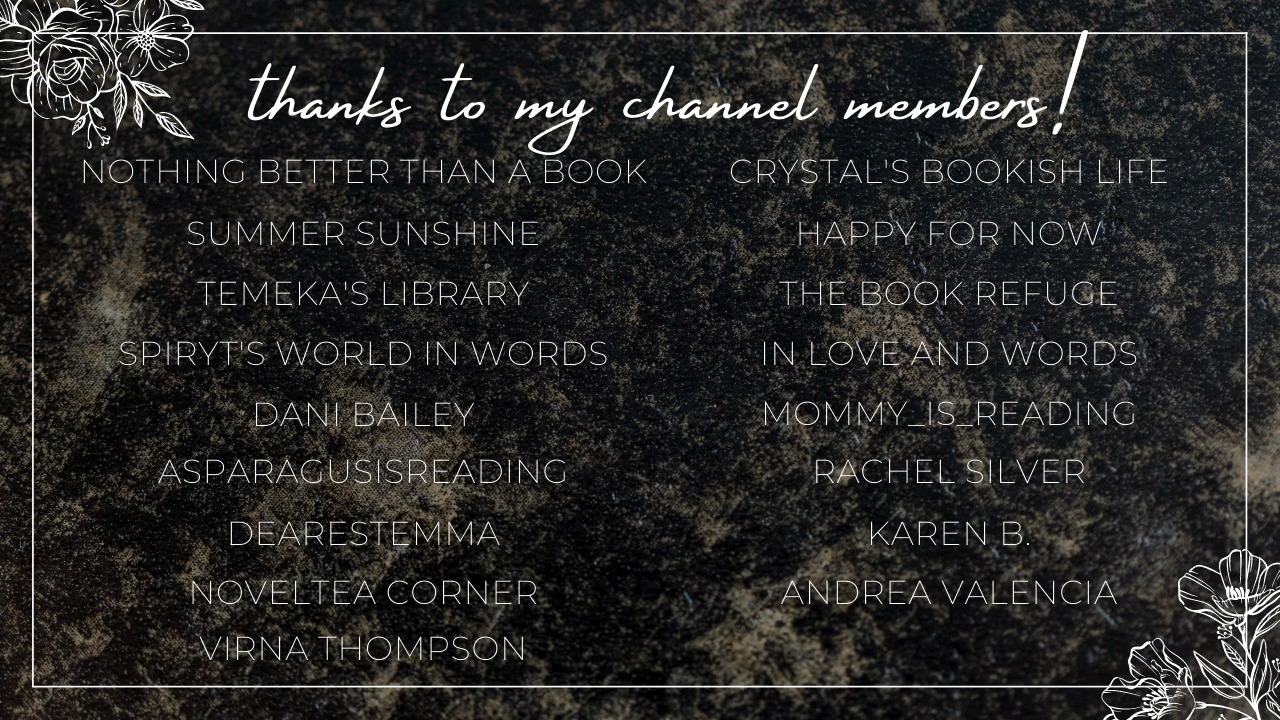 thanks to my channel members!
NOTHING BETTER THAN A BOOK
SUMMER SUNSHINE
TEMEKA'S LIBRARY
SPIRYT'S WORLD IN WORDS
DANI BAILEY
ASPARAGUSISREADING
DEARESTEMMA
NOVELTEA CORNER
VIRNA THOMPSON
CRYSTAL'S BOOKISH LIFE
HAPPY FOR NOW
THE BOOK REFUGE
IN LOVE AND WORDS
MOMMY_IS_READING
RACHEL SILVER
KAREN B.
ANDREA VALENCIA